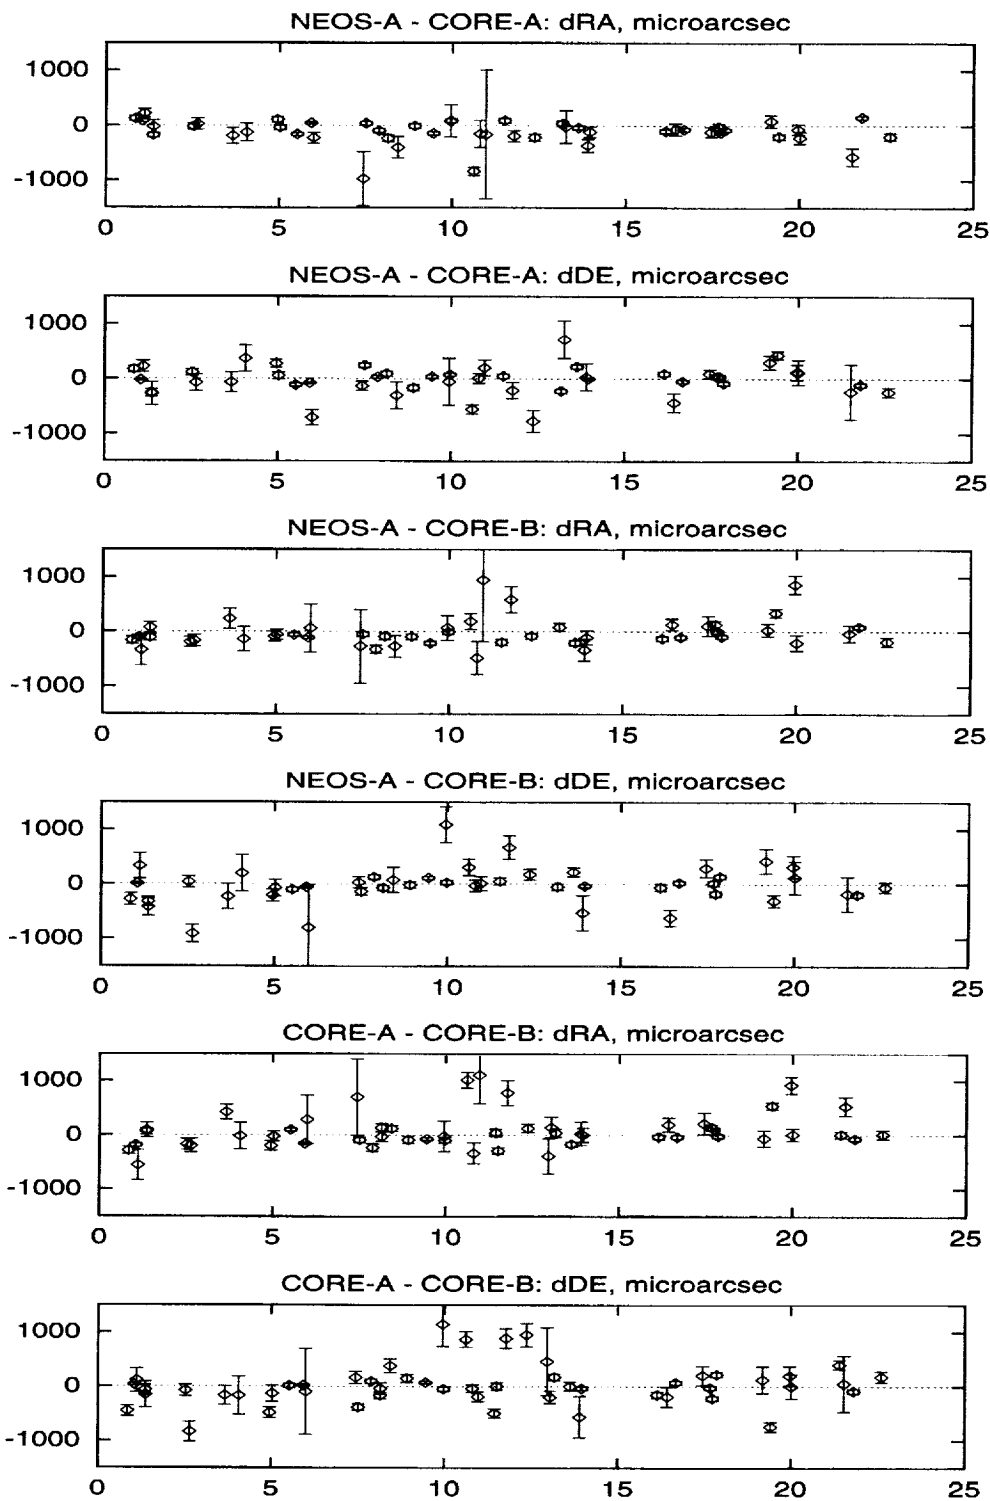 NEOS-A - CORE-A: dRA, microarcsec
1000
0
-1000
0 5 10 15 20 25
NEOS-A - CORE-A: dDE, microarcsec
1000
0
-1000
0 5 10 15 20 25
NEOS-A - CORE-B: dRA, microarcsec
1000
0
-1000
0 5 10 15 20 25
NEOS-A - CORE-B: dDE, microarcsec
1000
0
-1000
0 5 10 15 20 25
CORE-A - CORE-B: dRA, microarcsec
1000
0
-1000
0 5 10 15 20 25
CORE-A - CORE-B: dDE, microarcsec
1000
0
-1000
0 5 10 15 20 25